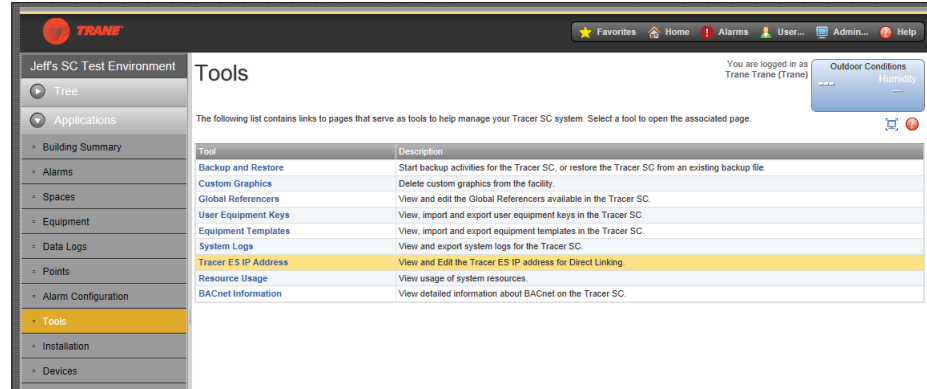 TRANE
Favorites Home Alarms User... Admin... Help
Jeff's SC Test Environment
Tree
Applications
Building Summary
Alarms
Spaces
Equipment
Data Logs
Points
Alarm Configuration
Tools
Installation
Devices
Tools
You are logged in as
Trane Trane (Trane)
Outdoor Conditions
---
Humidity
--
The following list contains links to pages that serve as tools to help manage your Tracer SC system. Select a tool to open the associated page.
Tool Description
Backup and Restore Start backup activities for the Tracer SC, or restore the Tracer SC from an existing backup file.
Custom Graphics Delete custom graphics from the facility.
Global Referencers View and edit the Global Referencers available in the Tracer SC.
User Equipment Keys View, import and export user equipment keys in the Tracer SC.
Equipment Templates View, import and export equipment templates in the Tracer SC.
System Logs View and export system logs for the Tracer SC.
Tracer ES IP Address View and Edit the Tracer ES IP address for Direct Linking.
Resource Usage View usage of system resources.
BACnet Information View detailed information about BACnet on the Tracer SC.